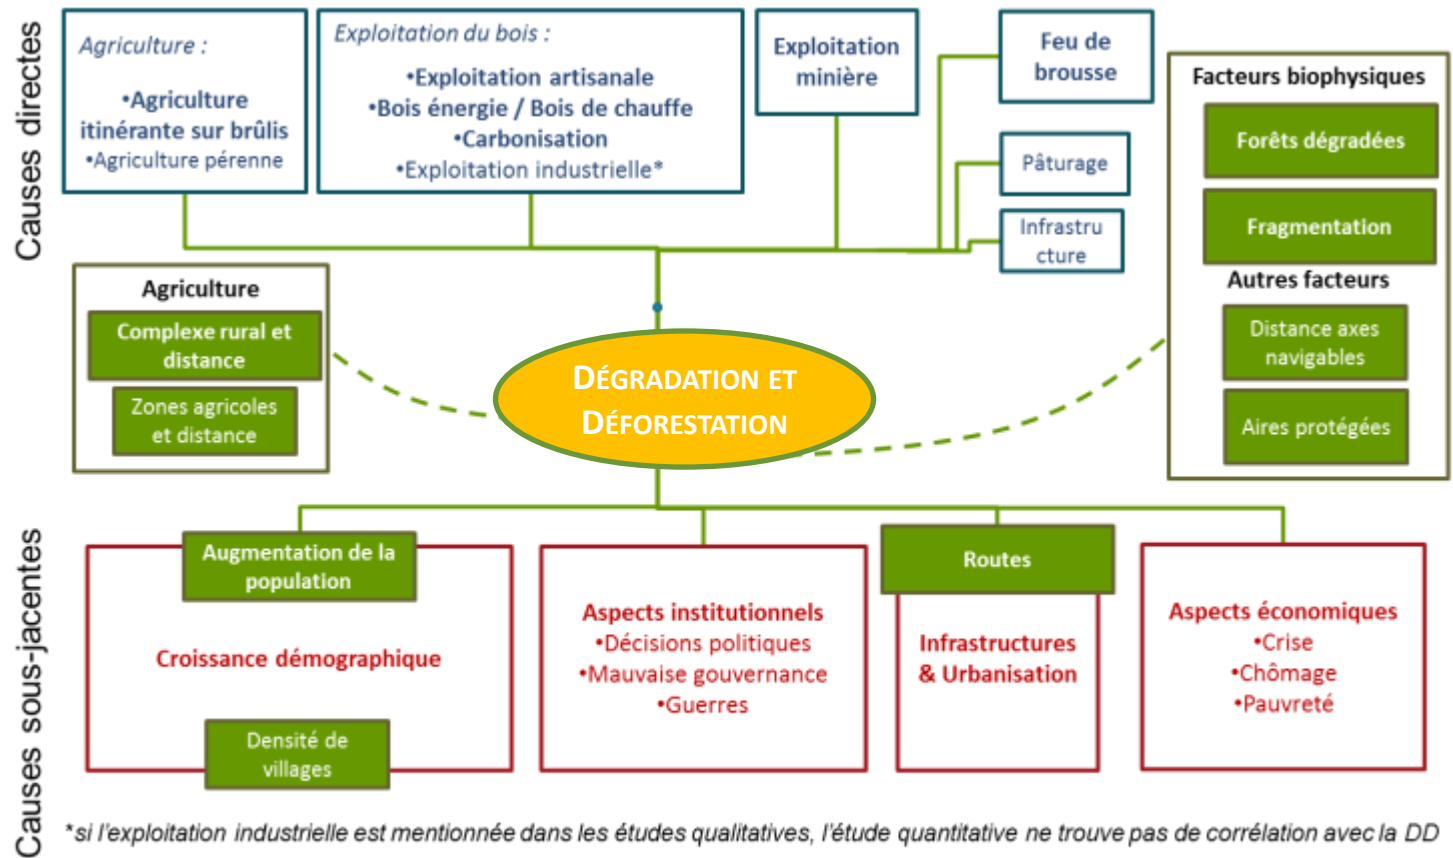 Causes directes
Agriculture :
•Agriculture
itinérante sur brûlis
•Agriculture pérenne
Exploitation du bois :
•Exploitation artisanale
•Bois énergie / Bois de chauffe
•Carbonisation
•Exploitation industrielle*
Exploitation
minière
Feu de
brousse
Pâturage
Infrastru
cture
Facteurs biophysiques
Forêts dégradées
Fragmentation
Autres facteurs
Distance axes
navigables
Aires protégées
Agriculture
Complexe rural et
distance
Zones agricoles
et distance
DÉGRADATION ET
DÉFORESTATION
Causes sous-jacentes
Augmentation de la
population
Croissance démographique
Densité de
villages
Aspects institutionnels
•Décisions politiques
•Mauvaise gouvernance
•Guerres
Routes
Infrastructures
& Urbanisation
Aspects économiques
•Crise
•Chômage
•Pauvreté
*si l'exploitation industrielle est mentionnée dans les études qualitatives, l'étude quantitative ne trouve pas de corrélation avec la DD